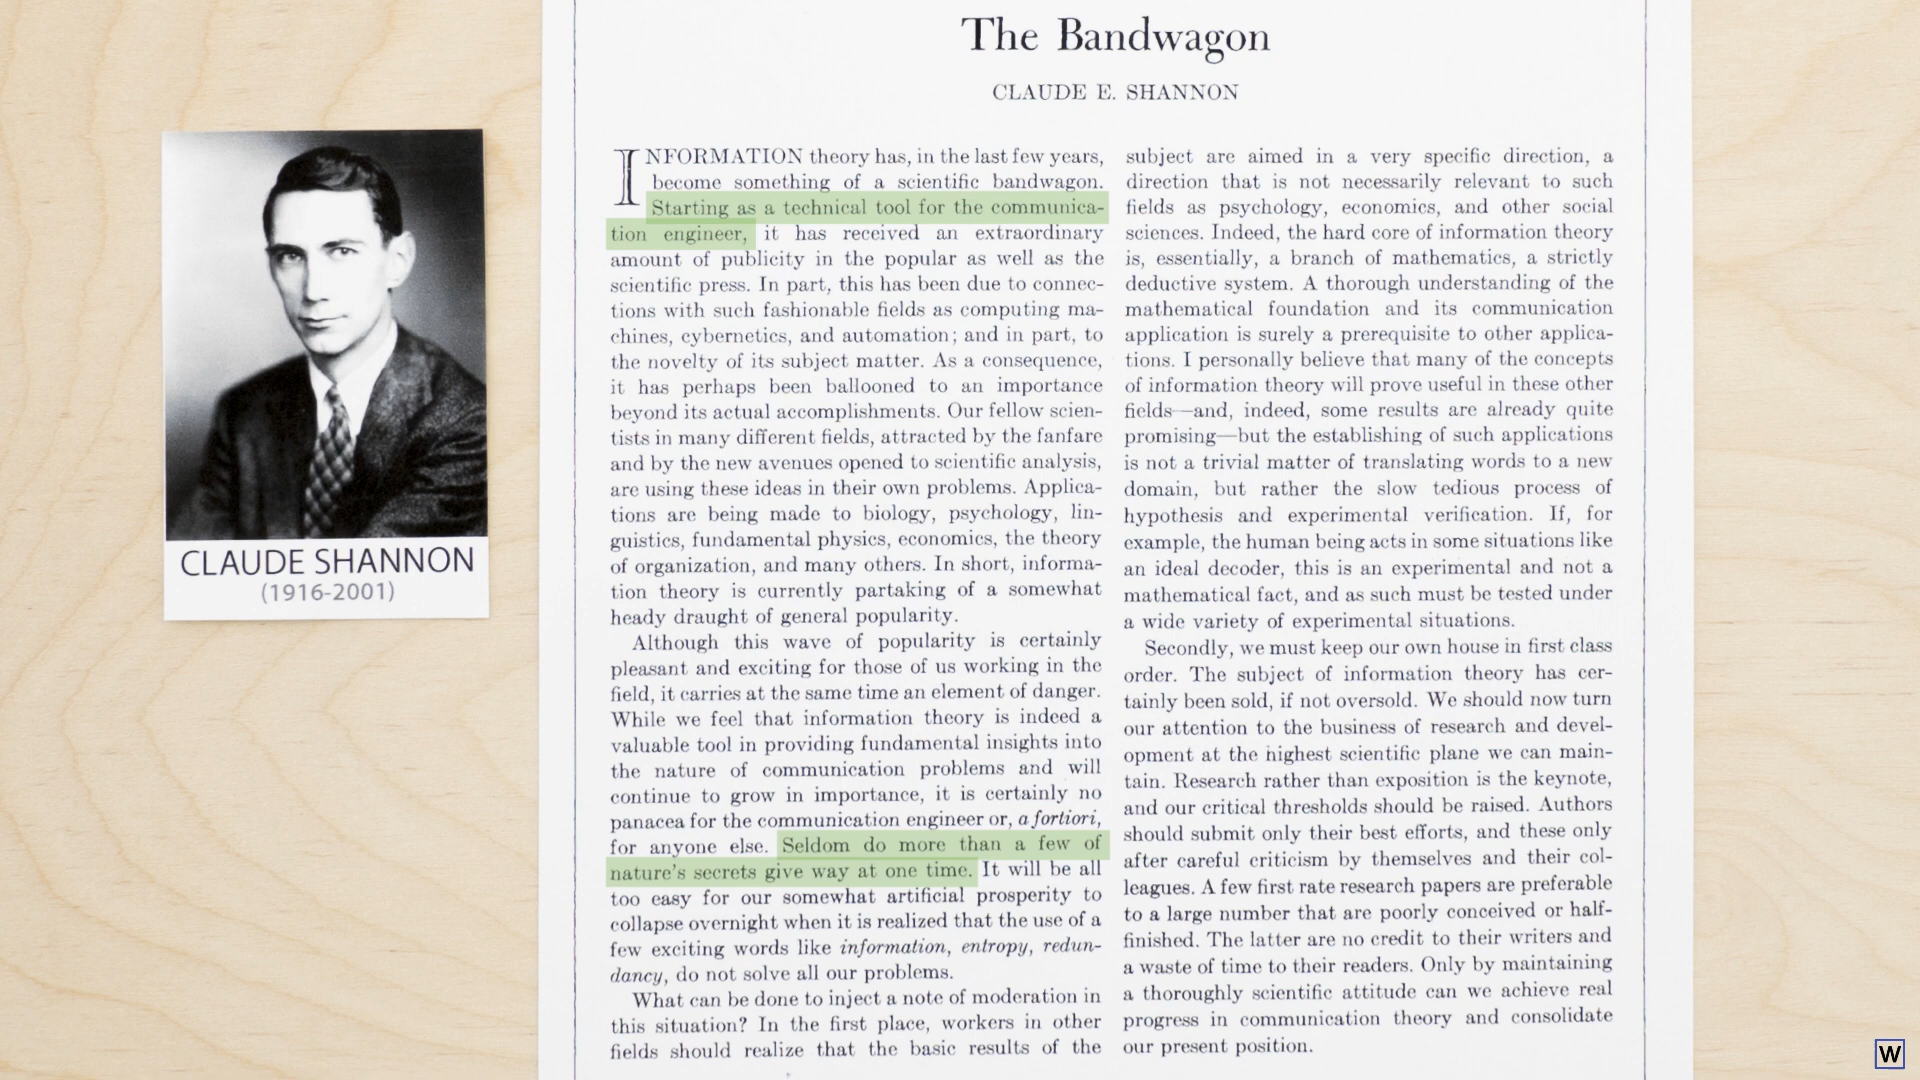 The Bandwagon
CLAUDE E. SHANNON
INFORMATION theory has, in the last few years,
become something of a scientific bandwagon.
Starting as a technical tool for the communica-
tion engineer, it has received an extraordinary
amount of publicity in the popular as well as the
scientific press. In part, this has been due to connec-
tions with such fashionable fields as computing ma-
chines, cybernetics, and automation; and in part, to
the novelty of its subject matter. As a consequence,
it has perhaps been ballooned to an importance
beyond its actual accomplishments. Our fellow scien-
tists in many different fields, attracted by the fanfare
and by the new avenues opened to scientific analysis,
are using these ideas in their own problems. Applica-
tions are being made to biology, psychology, lin-
guistics, fundamental physics, economics, the theory
of organization, and many others. In short, informa-
tion theory is currently partaking of a somewhat
heady draught of general popularity.
Although this wave of popularity is certainly
pleasant and exciting for those of us working in the
field, it carries at the same time an element of danger.
While we feel that information theory is indeed a
valuable tool in providing fundamental insights into
the nature of communication problems and will
continue to grow in importance, it is certainly no
panacea for the communication engineer or, a fortiori,
for anyone else. Seldom do more than a few of
nature's secrets give way at one time. It will be all
too easy for our somewhat artificial prosperity to
collapse overnight when it is realized that the use of a
few exciting words like information, entropy, redun-
dancy, do not solve all our problems.
What can be done to inject a note of moderation in
this situation? In the first place, workers in other
fields should realize that the basic results of the
subject are aimed in a very specific direction, a
direction that is not necessarily relevant to such
fields as psychology, economics, and other social
sciences. Indeed, the hard core of information theory
is, essentially, a branch of mathematics, a strictly
deductive system. A thorough understanding of the
mathematical foundation and its communication
application is surely a prerequisite to other applica-
tions. I personally believe that many of the concepts
of information theory will prove useful in these other
fields—and, indeed, some results are already quite
promising—but the establishing of such applications
is not a trivial matter of translating words to a new
domain, but rather the slow tedious process of
hypothesis and experimental verification. If, for
example, the human being acts in some situations like
an ideal decoder, this is an experimental and not a
mathematical fact, and as such must be tested under
a wide variety of experimental situations.
Secondly, we must keep our own house in first class
order. The subject of information theory has cer-
tainly been sold, if not oversold. We should now turn
our attention to the business of research and devel-
opment at the highest scientific plane we can main-
tain. Research rather than exposition is the keynote,
and our critical thresholds should be raised. Authors
should submit only their best efforts, and these only
after careful criticism by themselves and their col-
leagues. A few first rate research papers are preferable
to a large number that are poorly conceived or half-
finished. The latter are no credit to their writers and
a waste of time to their readers. Only by maintaining
a thoroughly scientific attitude can we achieve real
progress in communication theory and consolidate
our present position.
CLAUDE SHANNON
(1916-2001)
W